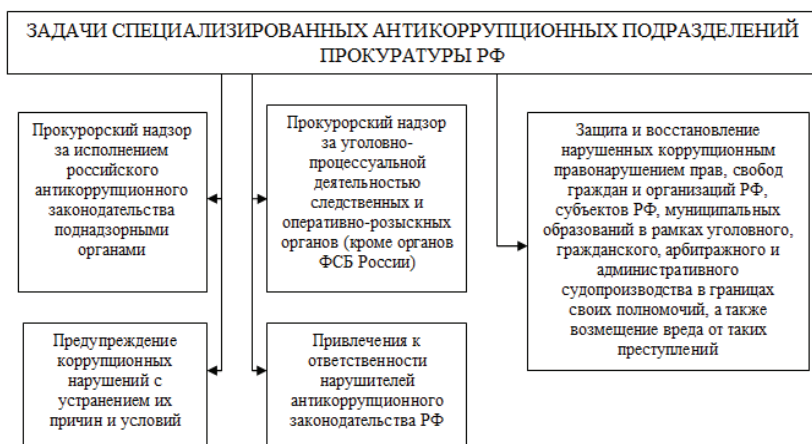 ЗАДАЧИ СПЕЦИАЛИЗИРОВАННЫХ АНТИКОРРУПЦИОННЫХ ПОДРАЗДЕЛЕНИЙ
ПРОКУРАТУРЫ РФ
Прокурорский надзор
за исполнением
российского
антикоррупционного
законодательства
поднадзорными
органами
Прокурорский надзор
за уголовно-
процессуальной
деятельностью
следственных и
оперативно-розыскных
органов (кроме органов
ФСБ России)
Защита и восстановление
нарушенных коррупционным
правонарушением прав, свобод
граждан и организаций РФ,
субъектов РФ, муниципальных
образований в рамках уголовного,
гражданского, арбитражного и
административного
судопроизводства в границах
своих полномочий, а также
возмещение вреда от таких
преступлений
Предупреждение
коррупционных
нарушений с
устранением их
причин и условий
Привлечения к
ответственности
нарушителей
антикоррупционного
законодательства РФ